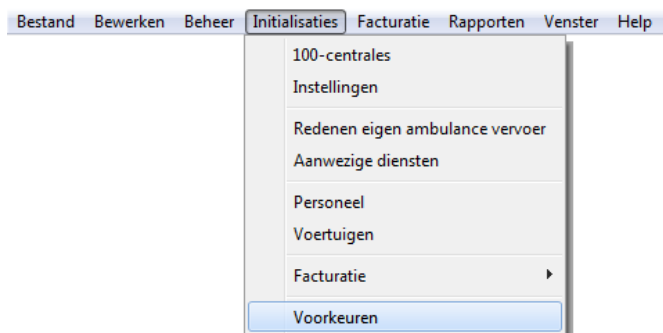 Bestand Bewerken Beheer Initialisaties Facturatie Rapporten Venster Help
100-centrales
Instellingen
Redenen eigen ambulance vervoer
Aanwezige diensten
Personeel
Voertuigen
Facturatie
Voorkeuren